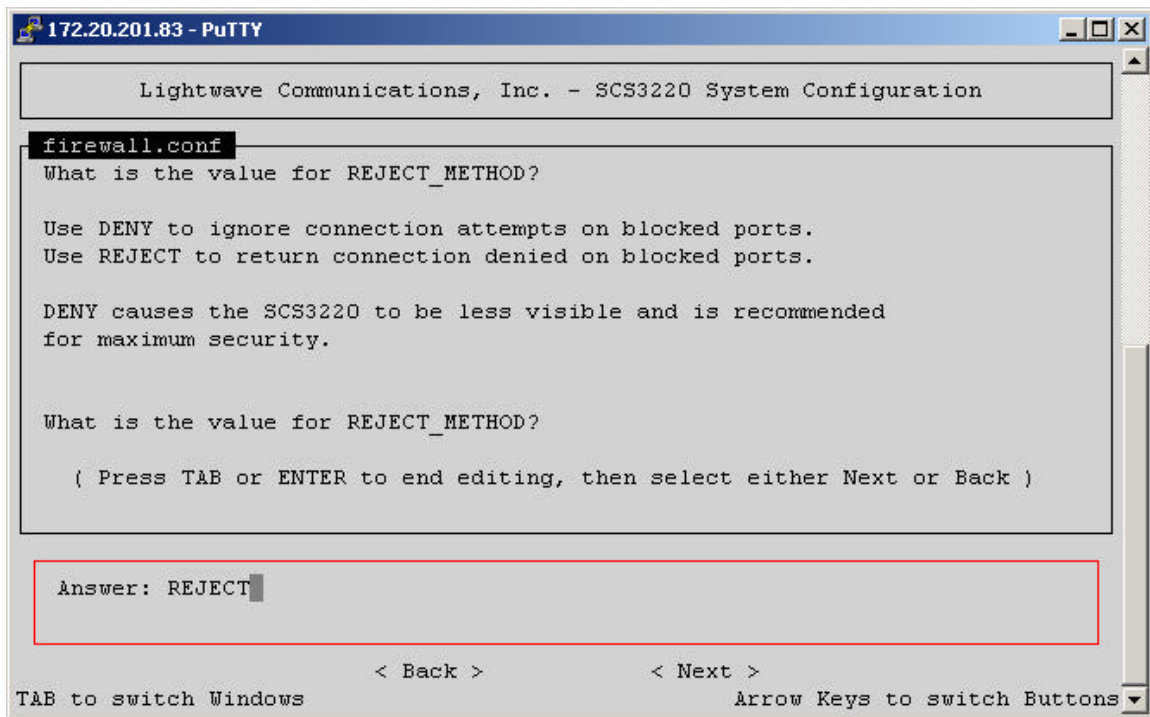 172.20.201.83 - PuTTY
Lightwave Communications, Inc. - SCS3220 System Configuration
firewall.conf
What is the value for REJECT_METHOD?
Use DENY to ignore connection attempts on blocked ports.
Use REJECT to return connection denied on blocked ports.
DENY causes the SCS3220 to be less visible and is recommended
for maximum security.
What is the value for REJECT_METHOD?
( Press TAB or ENTER to end editing, then select either Next or Back )
Answer: REJECT
< Back > < Next >
TAB to switch Windows Arrow Keys to switch Buttons